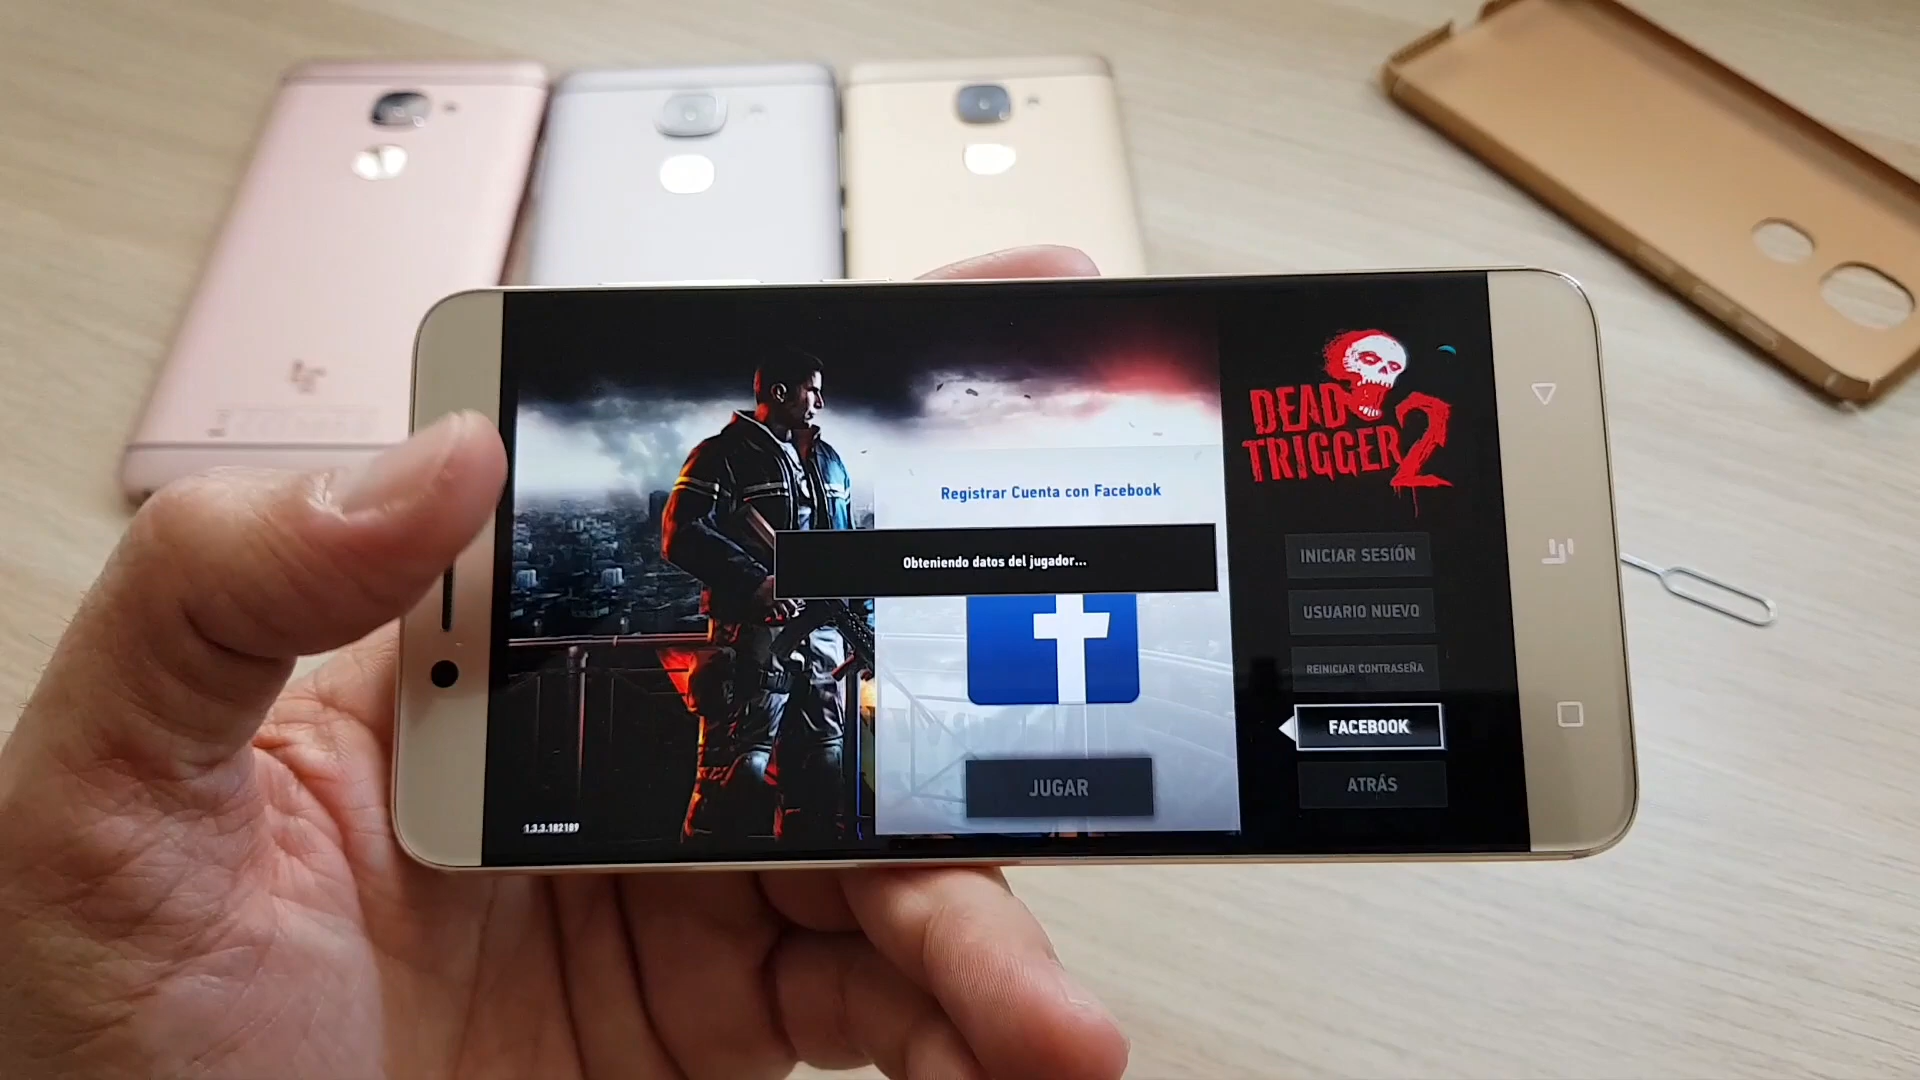 Registrar Cuenta con Facebook
Obteniendo datos del jugador...
JUGAR
1.3.3.182189
DEAD
TRIGGER 2
INICIAR SESIÓN
USUARIO NUEVO
REINICIAR CONTRASEÑA
FACEBOOK
ATRÁS